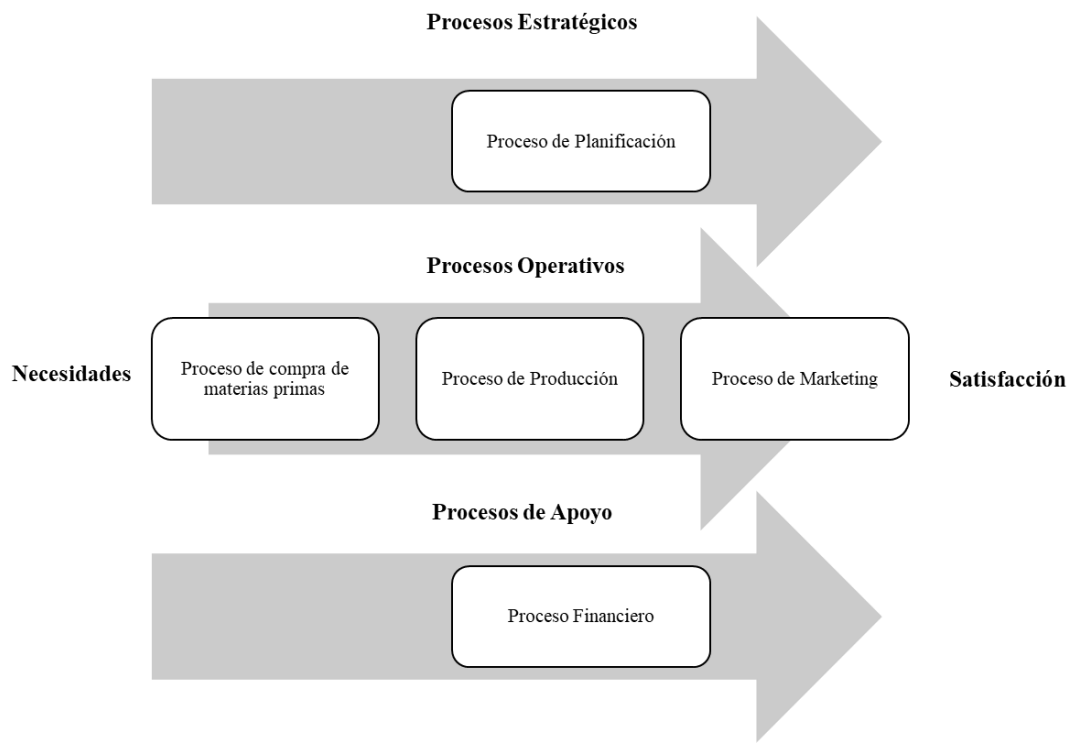 Procesos Estratégicos
Proceso de Planificación
Procesos Operativos
Necesidades
Proceso de compra de
materias primas
Proceso de Producción
Proceso de Marketing
Satisfacción
Procesos de Apoyo
Proceso Financiero